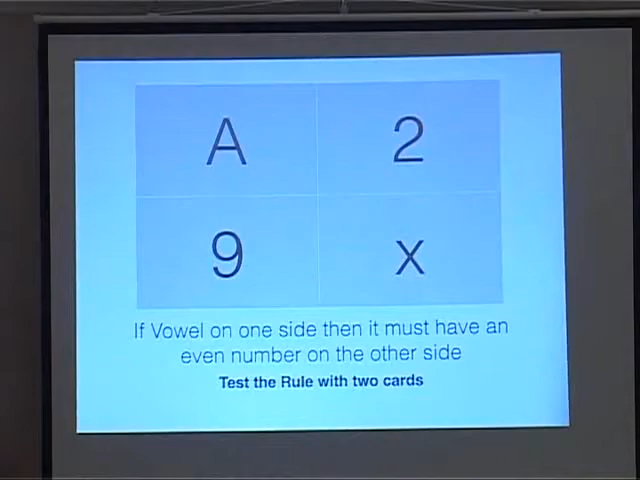 A 2
9 x
If Vowel on one side then it must have an
even number on the other side
Test the Rule with two cards